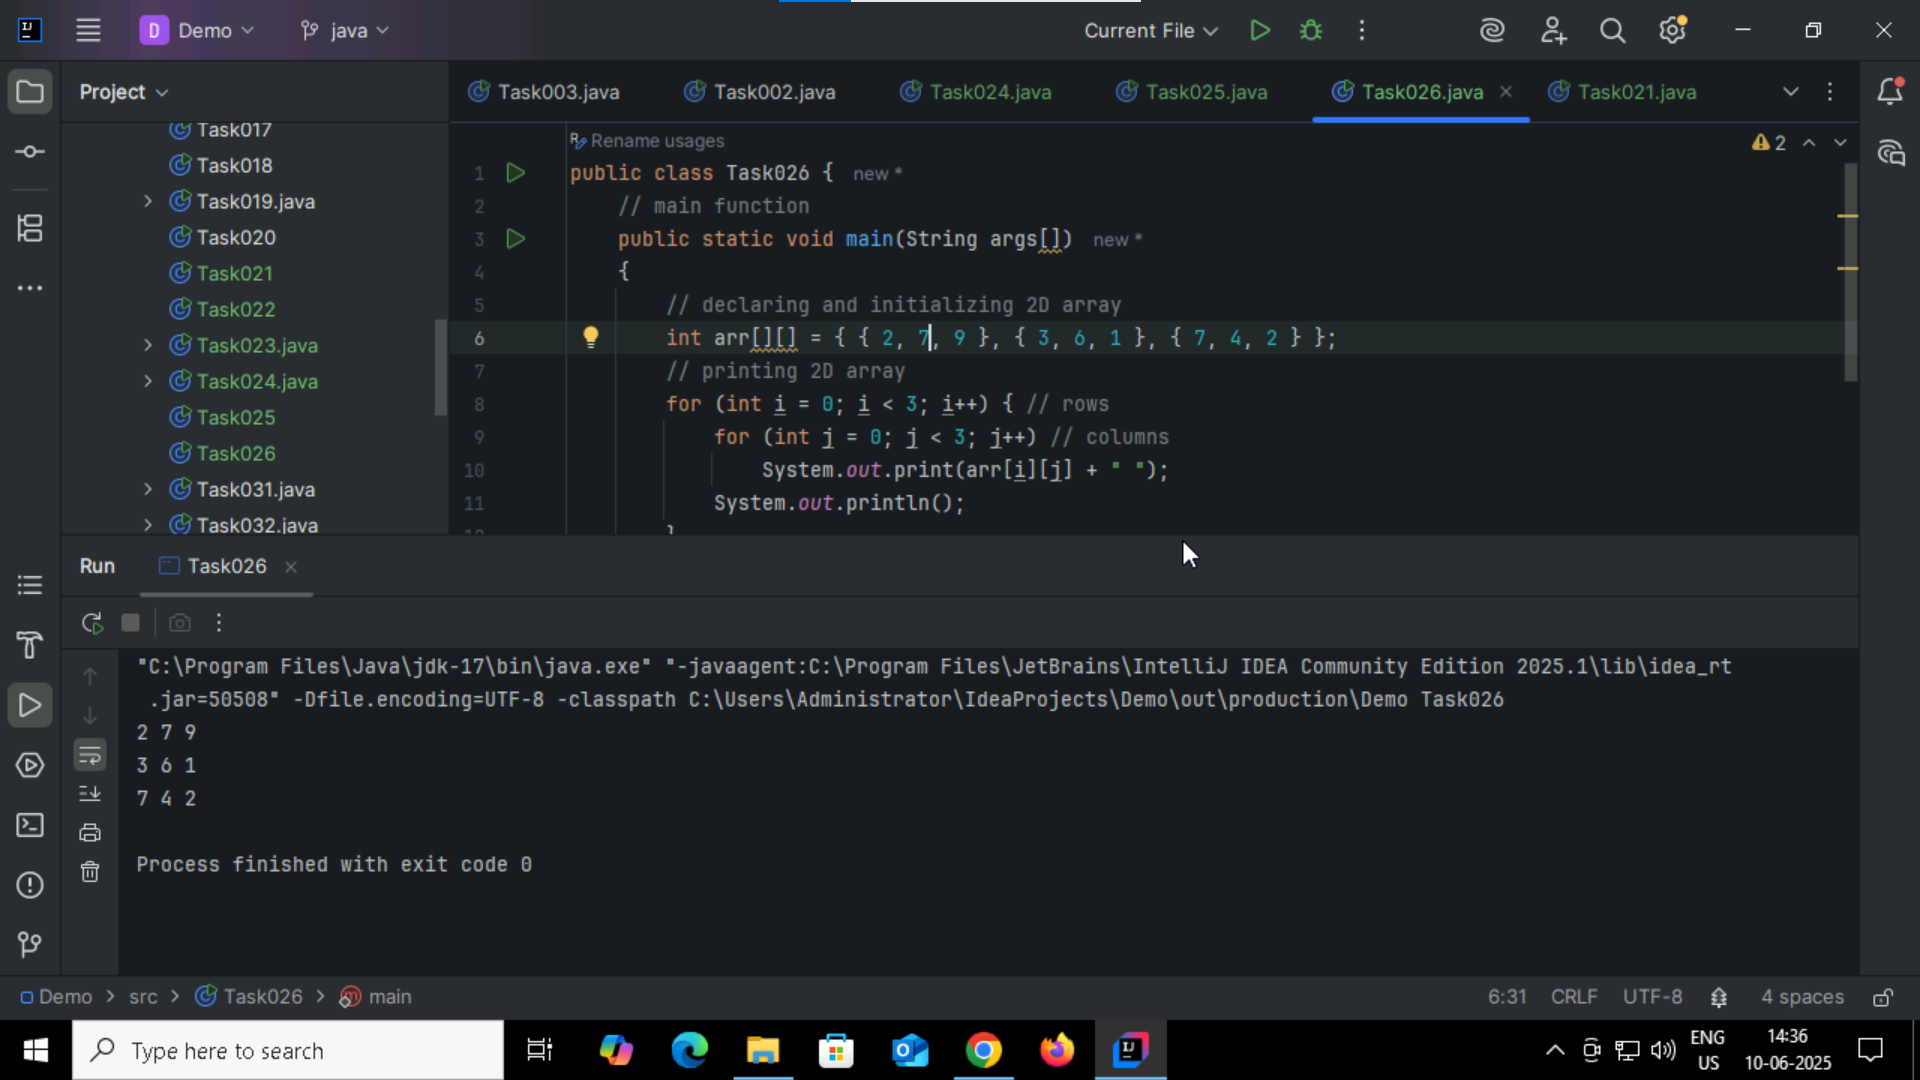 Demo
java
Current File
Project
Task003.java
Task002.java
Task024.java
Task025.java
Task026.java
Task021.java
Task017
Task018
Task019.java
Task020
Task021
Task022
Task023.java
Task024.java
Task025
Task026
Task031.java
Task032.java
Rename usages
2
1 public class Task026 { new *
2 // main function
3 public static void main(String args[]) new *
4 {
5 // declaring and initializing 2D array
6 int arr[][] = { { 2, 7, 9 }, { 3, 6, 1 }, { 7, 4, 2 } };
7 // printing 2D array
8 for (int i = 0; i < 3; i++) { // rows
9 for (int j = 0; j < 3; j++) // columns
10 System.out.print(arr[i][j] + " ");
11 System.out.println();
12 }
Run
Task026
"C:\Program Files\Java\jdk-17\bin\java.exe" "-javaagent:C:\Program Files\JetBrains\IntelliJ IDEA Community Edition 2025.1\lib\idea_rt
.jar=50508" -Dfile.encoding=UTF-8 -classpath C:\Users\Administrator\IdeaProjects\Demo\out\production\Demo Task026
2 7 9
3 6 1
7 4 2
Process finished with exit code 0
Demo > src > Task026 > main
6:31 CRLF UTF-8 4 spaces
Type here to search
ENG
US
14:36
10-06-2025